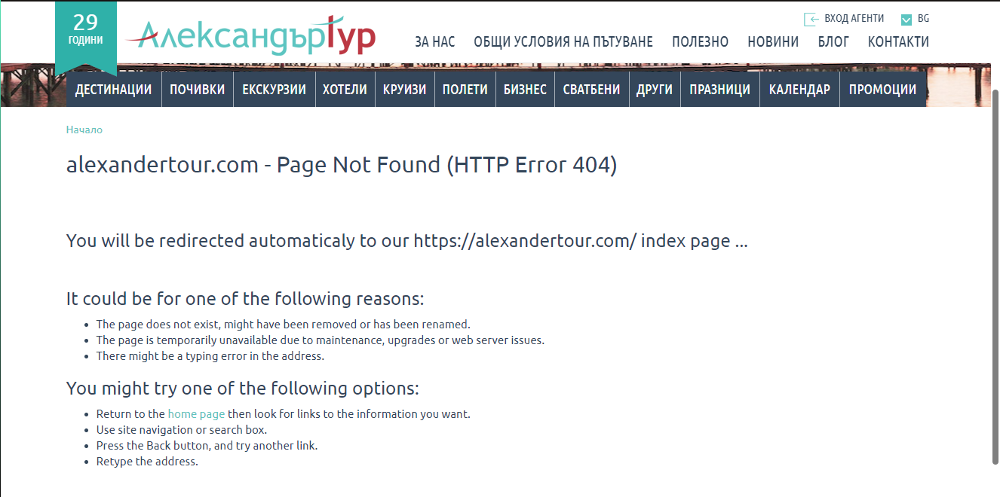 29
ГОДИНИ
АлександърТур
ВХОД АГЕНТИ
BG
ЗА НАС
ОБЩИ УСЛОВИЯ НА ПЪТУВАНЕ
ПОЛЕЗНО
НОВИНИ
БЛОГ
КОНТАКТИ
ДЕСТИНАЦИИ
ПОЧИВКИ
ЕКСКУРЗИИ
ХОТЕЛИ
КРУИЗИ
ПОЛЕТИ
БИЗНЕС
СВАТБЕНИ
ДРУГИ
ПРАЗНИЦИ
КАЛЕНДАР
ПРОМОЦИИ
Начало
alexandertour.com - Page Not Found (HTTP Error 404)
You will be redirected automaticaly to our https://alexandertour.com/ index page ...
It could be for one of the following reasons:
• The page does not exist, might have been removed or has been renamed.
• The page is temporarily unavailable due to maintenance, upgrades or web server issues.
• There might be a typing error in the address.
You might try one of the following options:
• Return to the home page then look for links to the information you want.
• Use site navigation or search box.
• Press the Back button, and try another link.
• Retype the address.